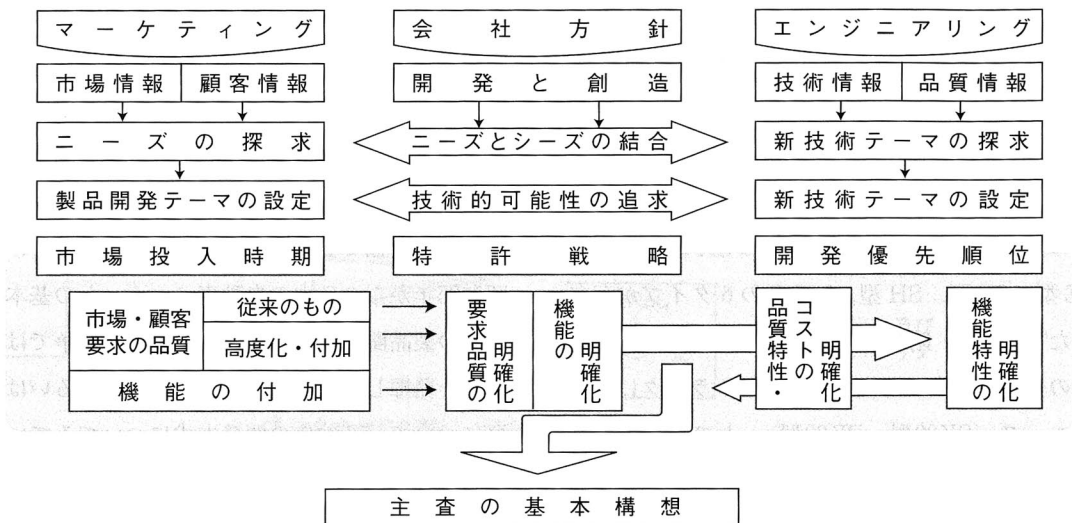 マーケティング
会社方針
エンジニアリング
市場情報
顧客情報
開発と創造
技術情報
品質情報
ニーズの探求
ニーズとシーズの結合
新技術テーマの探求
製品開発テーマの設定
技術的可能性の追求
新技術テーマの設定
市場投入時期
特許戦略
開発優先順位
市場・顧客
要求の品質
従来のもの
高度化・付加
機能の付加
要求品質の
明確化
機能の
明確化
品質特性・
コストの
明確化
機能特性の
明確化
主査の基本構想